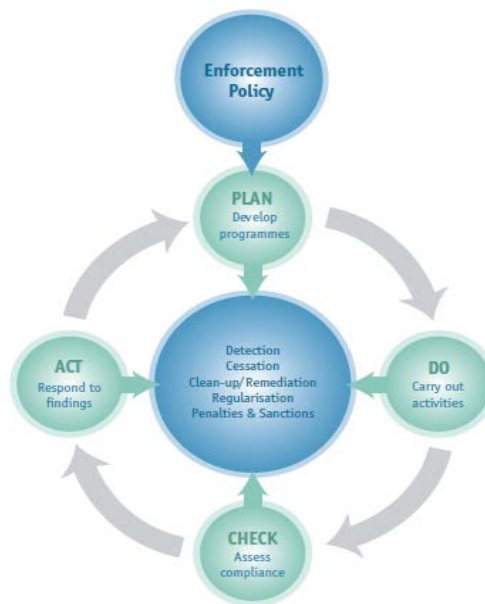 Enforcement
Policy
PLAN
Develop
programmes
Detection
Cessation
Clean-up/Remediation
Regularisation
Penalties & Sanctions
ACT
Respond to
findings
DO
Carry out
activities
CHECK
Assess
compliance